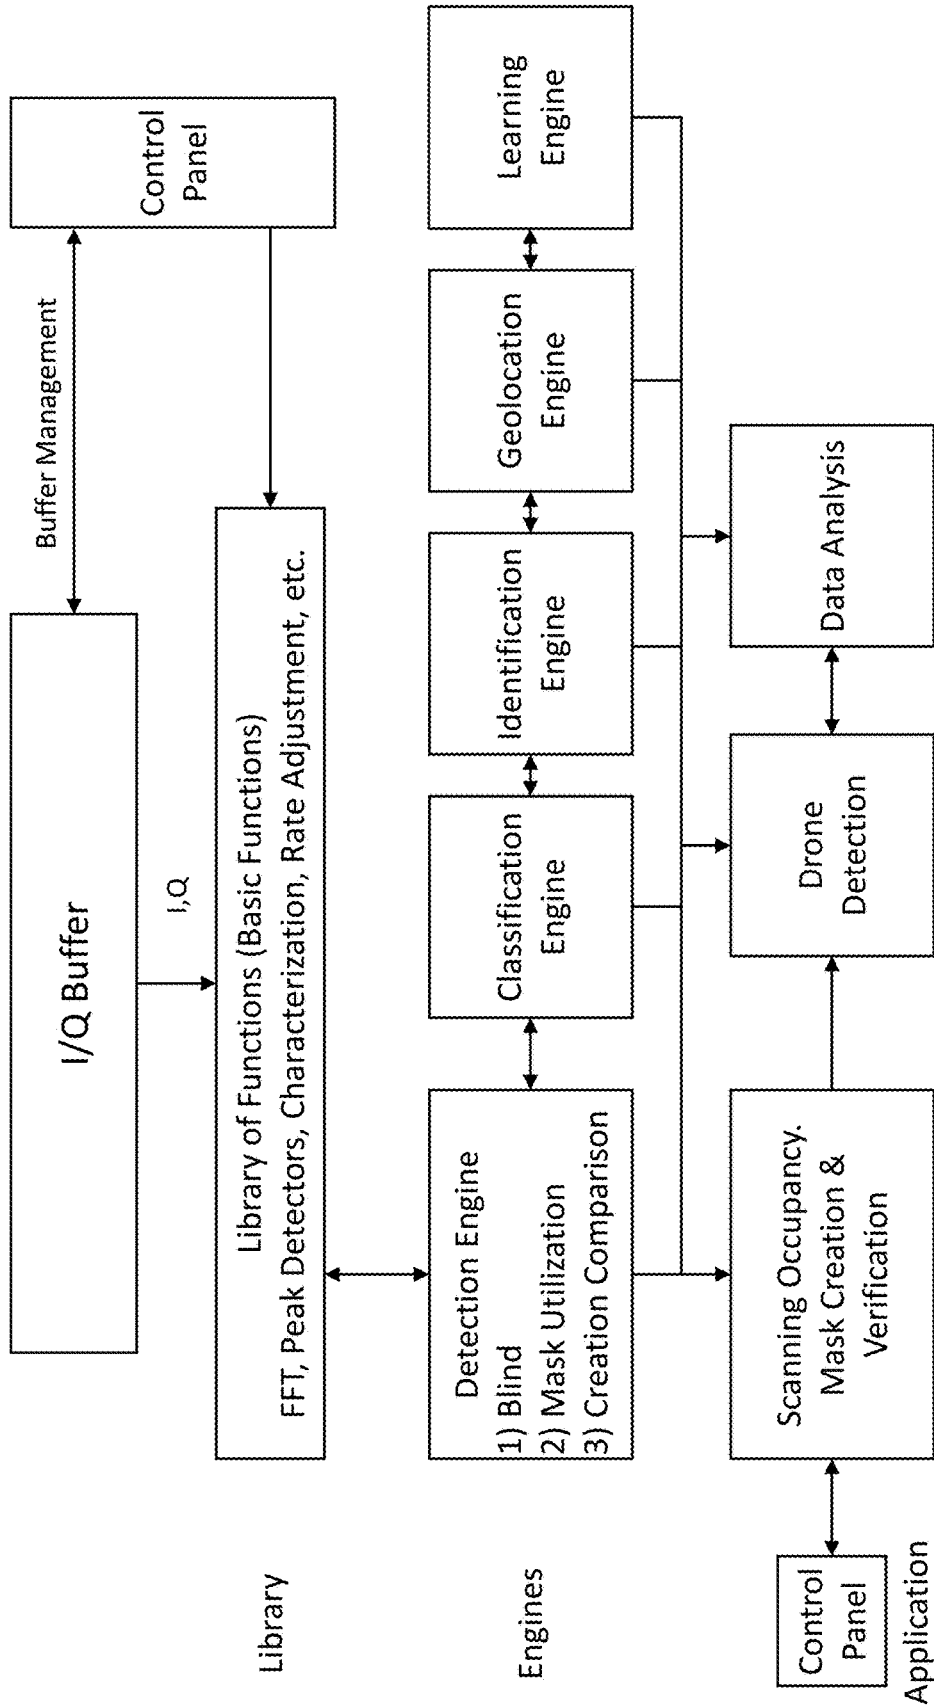 I/Q Buffer
Buffer Management
Control
Panel
I,Q
Library
Library of Functions (Basic Functions)
FFT, Peak Detectors, Characterization, Rate Adjustment, etc.
Engines
Detection Engine
1) Blind
2) Mask Utilization
3) Creation Comparison
Classification
Engine
Identification
Engine
Geolocation
Engine
Learning
Engine
Control
Panel
Application
Scanning Occupancy.
Mask Creation &
Verification
Drone
Detection
Data Analysis